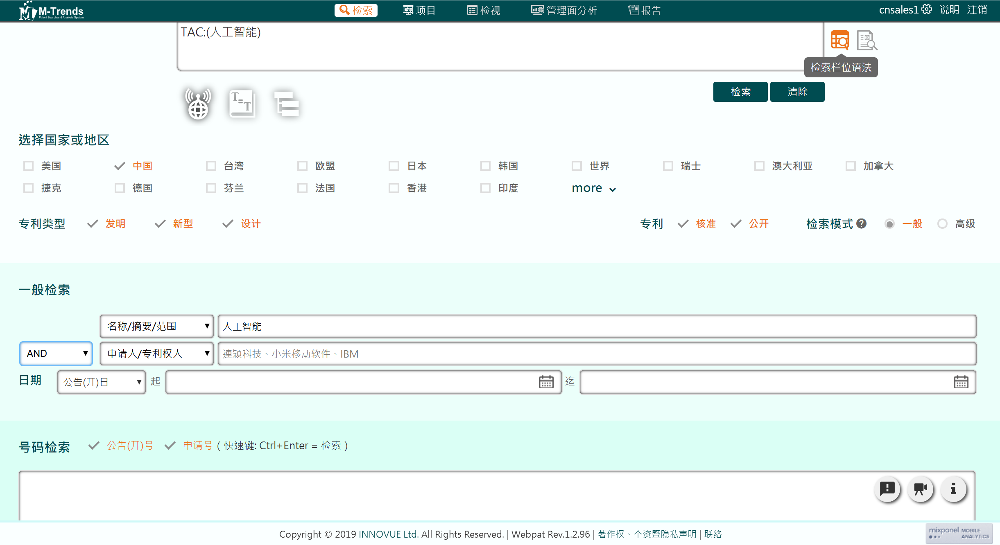 M-Trends
Patent Search and Analysis System
检索
项目
检视
管理面分析
报告
cnsales1
说明
注销
TAC:(人工智能)
检索栏位语法
T=T
检索
清除
选择国家或地区
美国
中国
台湾
欧盟
日本
韩国
世界
瑞士
澳大利亚
加拿大
捷克
德国
芬兰
法国
香港
印度
more
专利类型
发明
新型
设计
专利
核准
公开
检索模式
一般
高级
一般检索
名称/摘要/范围
人工智能
AND
申请人/专利权人
連穎科技、小米移动软件、IBM
日期
公告(开)日
起
迄
号码检索
公告(开)号
申请号 ( 快速键: Ctrl+Enter = 检索 )
Copyright © 2019 INNOVUE Ltd. All Rights Reserved. | Webpat Rev.1.2.96 | 著作权、个资暨隐私声明 | 联络
mixpanel MOBILE ANALYTICS